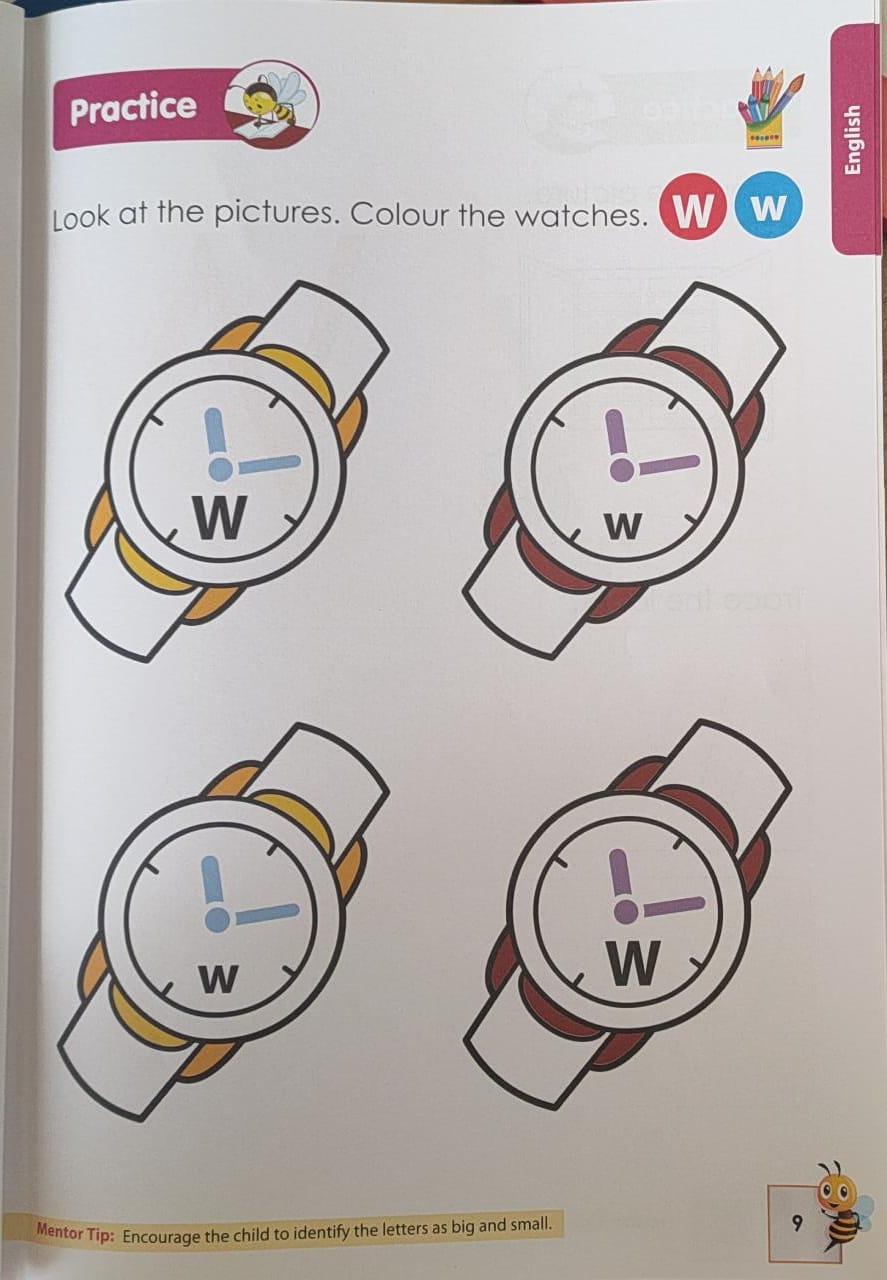 Practice
English
Look at the pictures. Colour the watches. W w
W
w
w
W
Mentor Tip: Encourage the child to identify the letters as big and small.
9